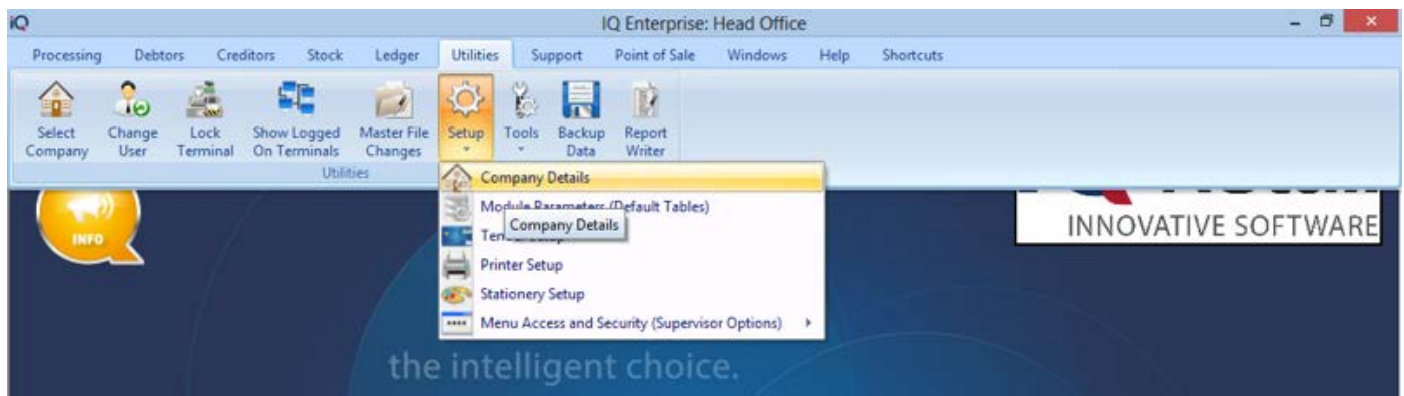 iQ
IQ Enterprise: Head Office
Processing Debtors Creditors Stock Ledger Utilities Support Point of Sale Windows Help Shortcuts
Select Company
Change User
Lock Terminal
Show Logged On Terminals
Master File Changes
Setup
Tools
Backup Data
Report Writer
Utilities
Company Details
Module Parameters (Default Tables)
Company Details
Setup
Printer Setup
Stationery Setup
Menu Access and Security (Supervisor Options)
INFO
INNOVATIVE SOFTWARE
the intelligent choice.